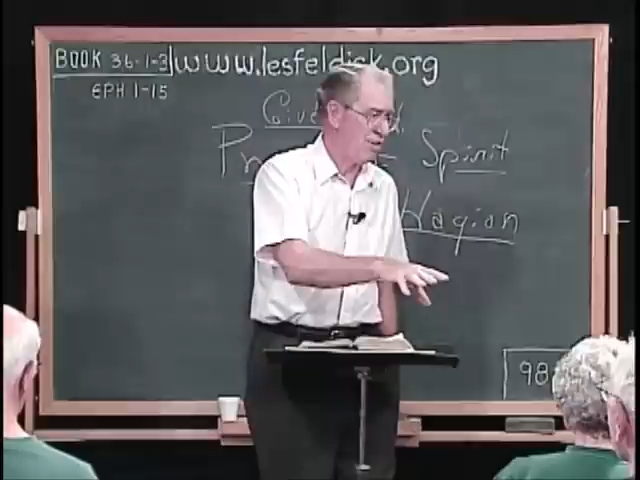 BOOK 36-1-3
www.lesfeldick.org
EPH 1-15
= Spirit
Hagion
98